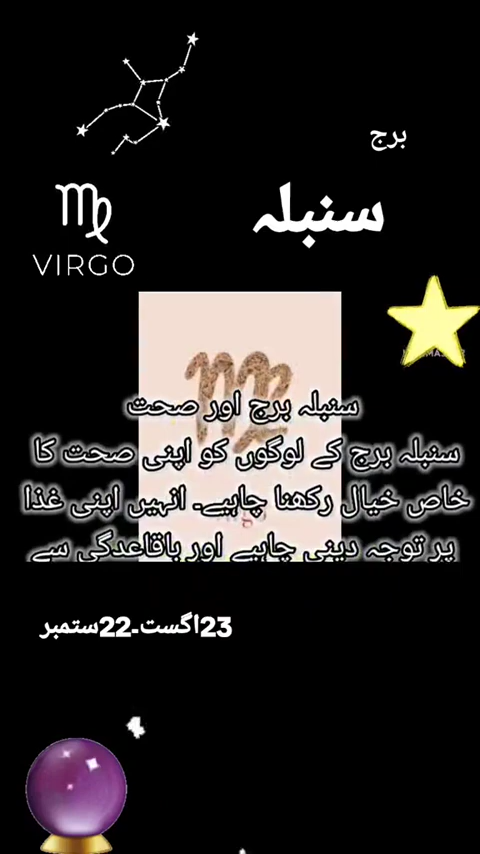 برج
سنبلہ
VIRGO
سنبلہ برج اور صحت
سنبلہ برج کے لوگوں کو اپنی صحت کا
خاص خیال رکھنا چاہیے۔ انہیں اپنی غذا
پر توجہ دینی چاہیے اور باقاعدگی سے
23اگست۔22ستمبر